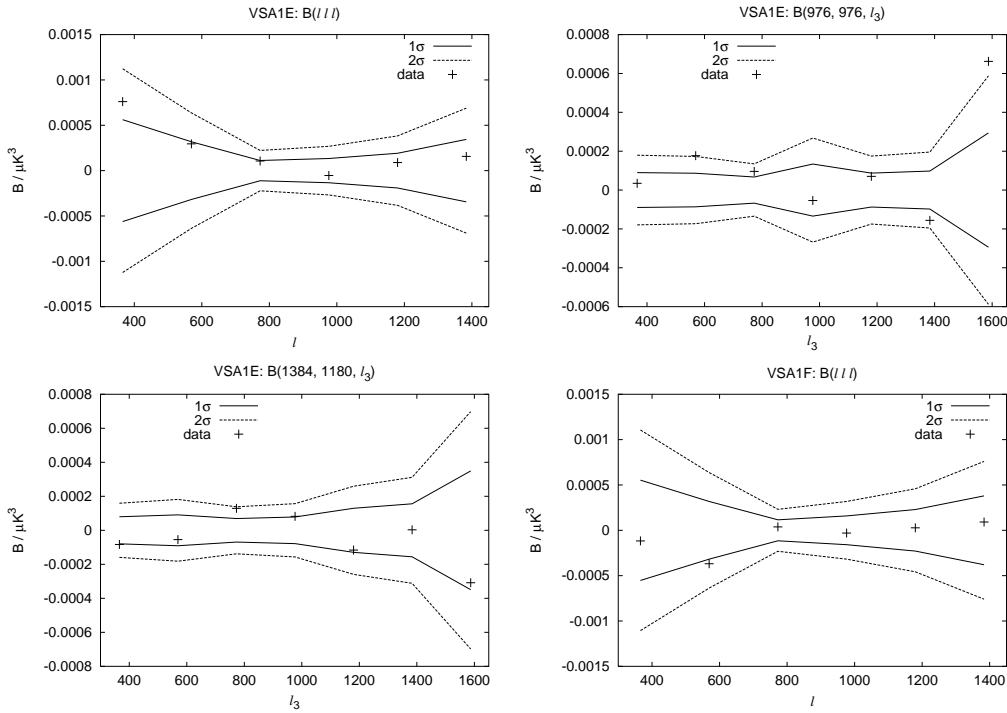 VSA1E: B(l l l)
0.0015
0.001
0.0005
0
-0.0005
-0.001
-0.0015
B / μK³
1σ
2σ
data
400 600 800 1000 1200 1400
l
VSA1E: B(976, 976, l₃)
0.0008
0.0006
0.0004
0.0002
0
-0.0002
-0.0004
-0.0006
B / μK³
1σ
2σ
data
400 600 800 1000 1200 1400 1600
l₃
VSA1E: B(1384, 1180, l₃)
0.0008
0.0006
0.0004
0.0002
0
-0.0002
-0.0004
-0.0006
-0.0008
B / μK³
1σ
2σ
data
400 600 800 1000 1200 1400 1600
l₃
VSA1F: B(l l l)
0.0015
0.001
0.0005
0
-0.0005
-0.001
-0.0015
B / μK³
1σ
2σ
data
400 600 800 1000 1200 1400
l